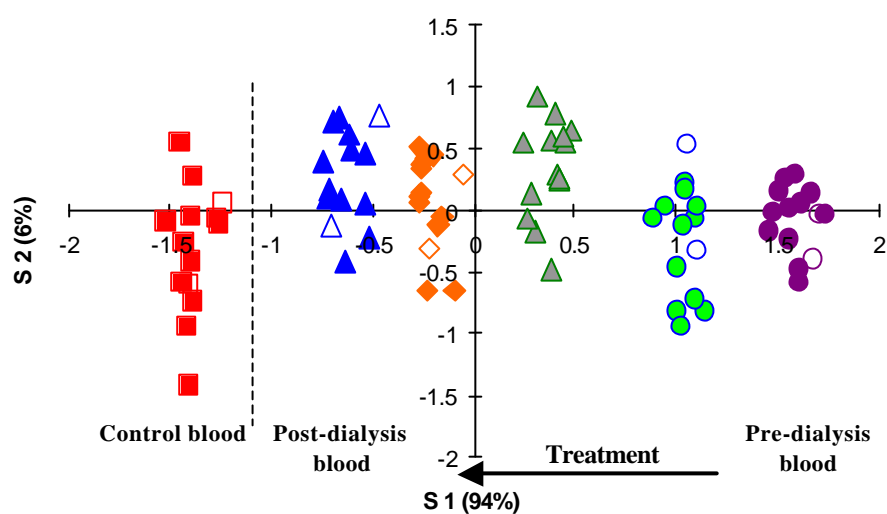 1.5
1
0.5
0
-0.5
-1
-1.5
-2
-2 -1.5 -1 -0.5 0 0.5 1 1.5 2
S 2 (6%)
Control blood
Post-dialysis
blood
Treatment
Pre-dialysis
blood
S 1 (94%)